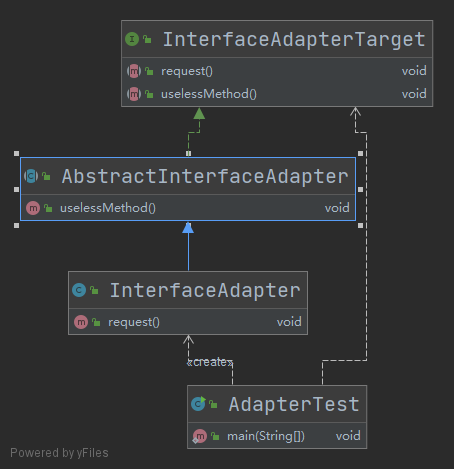 InterfaceAdapterTarget
request() void
uselessMethod() void
AbstractInterfaceAdapter
uselessMethod() void
InterfaceAdapter
request() void
«create»
AdapterTest
main(String[]) void
Powered by yFiles